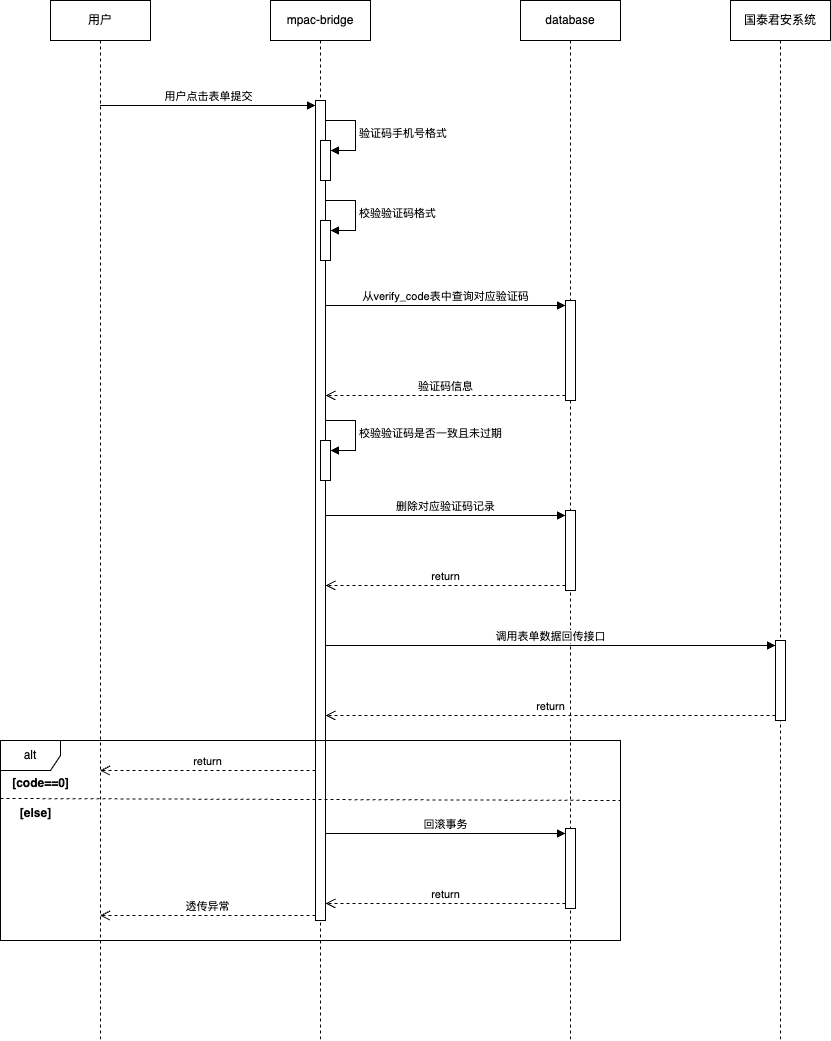 用户
mpac-bridge
database
国泰君安系统
用户点击表单提交
验证码手机号格式
校验验证码格式
从verify_code表中查询对应验证码
验证码信息
校验验证码是否一致且未过期
删除对应验证码记录
return
调用表单数据回传接口
return
alt
return
[code==0]
[else]
回滚事务
return
透传异常